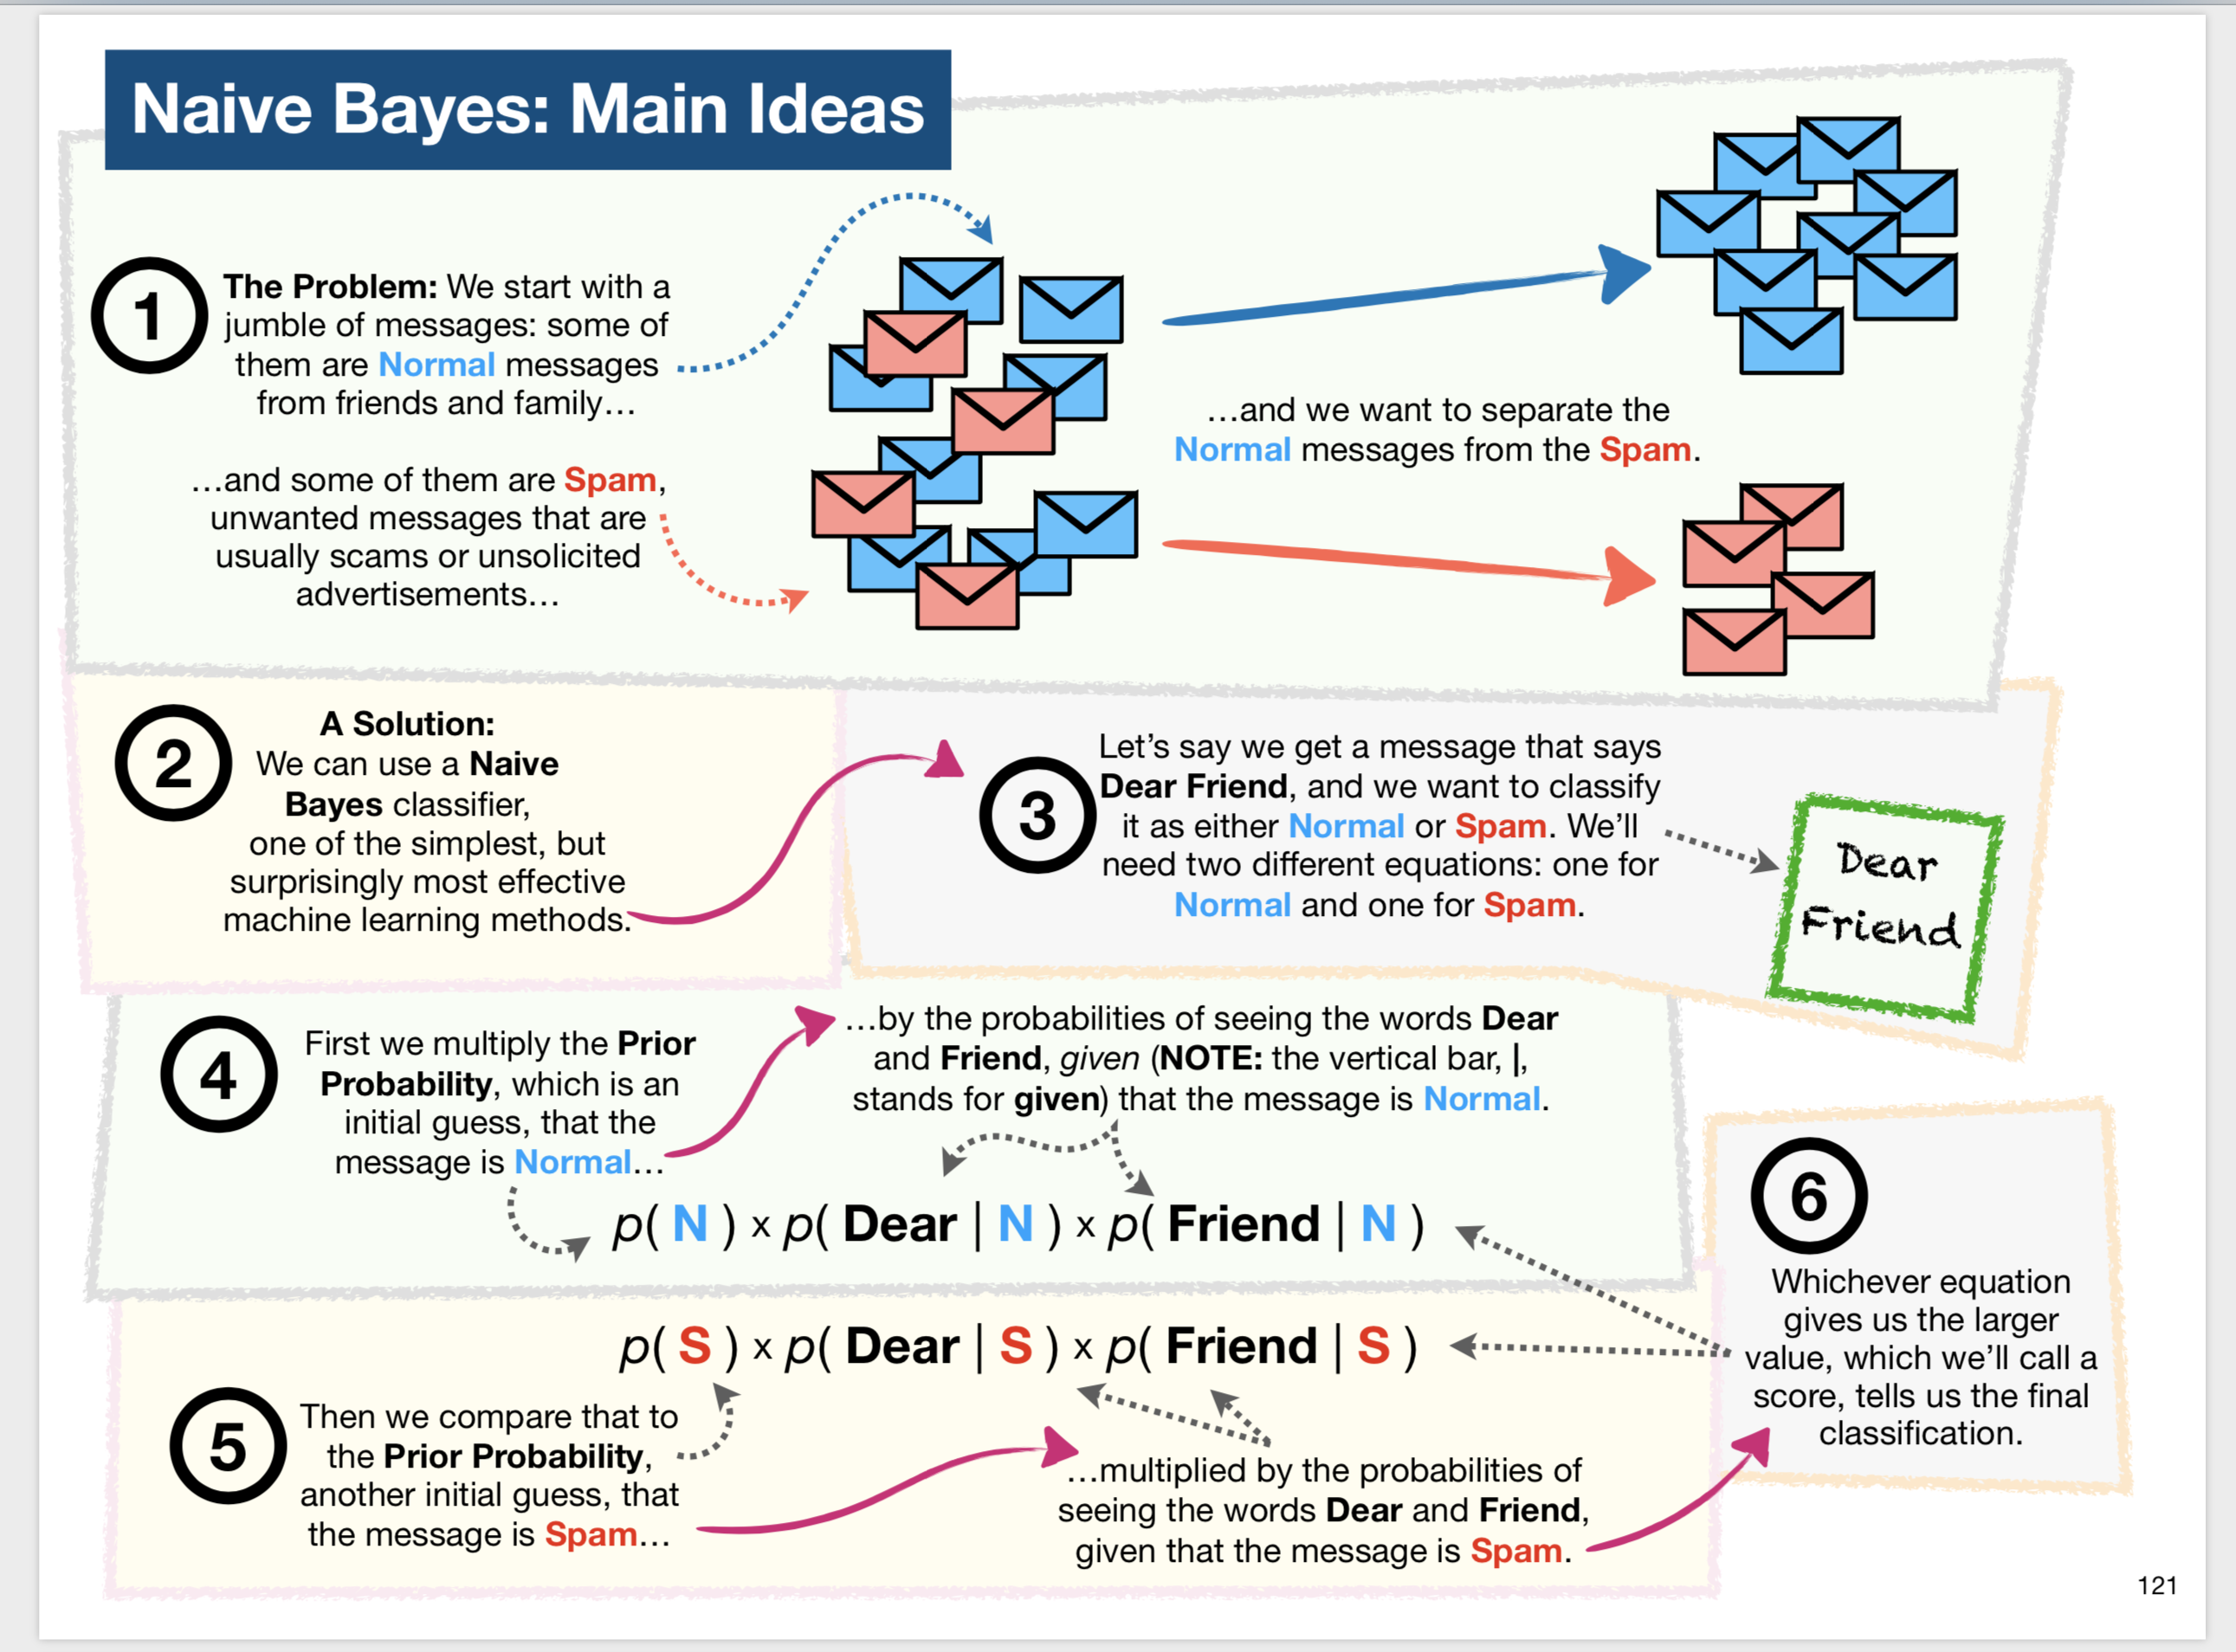 Naive Bayes: Main Ideas
1
The Problem: We start with a
jumble of messages: some of
them are Normal messages
from friends and family…
…and some of them are Spam,
unwanted messages that are
usually scams or unsolicited
advertisements…
…and we want to separate the
Normal messages from the Spam.
2
A Solution:
We can use a Naive
Bayes classifier,
one of the simplest, but
surprisingly most effective
machine learning methods.
3
Let’s say we get a message that says
Dear Friend, and we want to classify
it as either Normal or Spam. We’ll
need two different equations: one for
Normal and one for Spam.
Dear
Friend
4
First we multiply the Prior
Probability, which is an
initial guess, that the
message is Normal…
…by the probabilities of seeing the words Dear
and Friend, given (NOTE: the vertical bar, |,
stands for given) that the message is Normal.
p( N ) x p( Dear | N ) x p( Friend | N )
p( S ) x p( Dear | S ) x p( Friend | S )
5
Then we compare that to
the Prior Probability,
another initial guess, that
the message is Spam…
…multiplied by the probabilities of
seeing the words Dear and Friend,
given that the message is Spam.
6
Whichever equation
gives us the larger
value, which we’ll call a
score, tells us the final
classification.
121